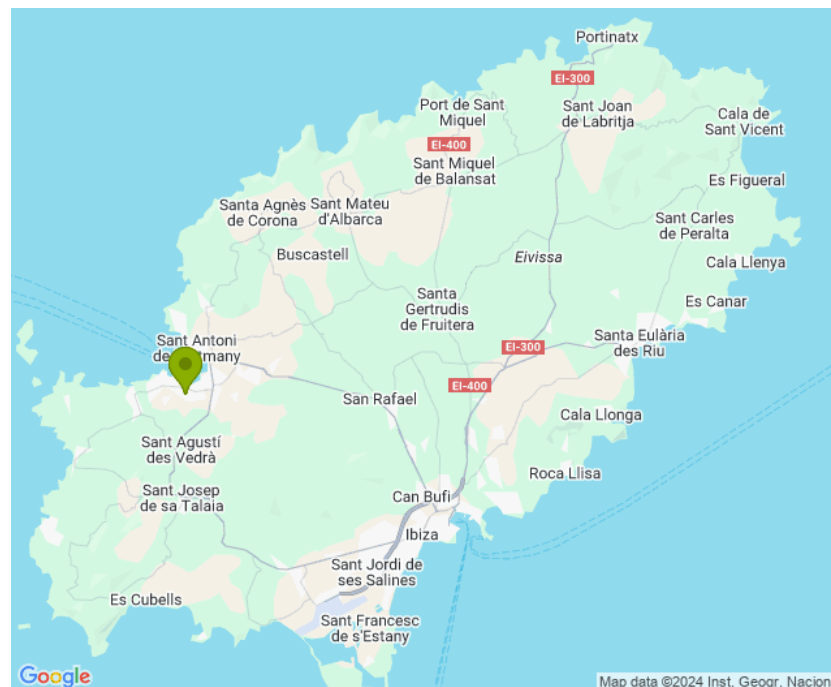 Portinatx
EI-300
Port de Sant
Miquel
Sant Joan
de Labritja
Cala de
Sant Vicent
EI-400
Sant Miquel
de Balansat
Es Figueral
Santa Agnès
de Corona
Sant Mateu
d'Albarca
Sant Carles
de Peralta
Buscastell
Eivissa
Cala Llenya
Santa
Gertrudis
de Fruitera
Es Canar
Sant Antoni
de
many
Santa Eulària
des Riu
EI-300
EI-400
San Rafael
Cala Llonga
Sant Agustí
des Vedrà
Roca Llisa
Sant Josep
de sa Talaia
Can Bufi
Ibiza
Sant Jordi de
ses Salines
Es Cubells
Sant Francesc
de s'Estany
Google
Map data ©2024 Inst. Geogr. Nacion